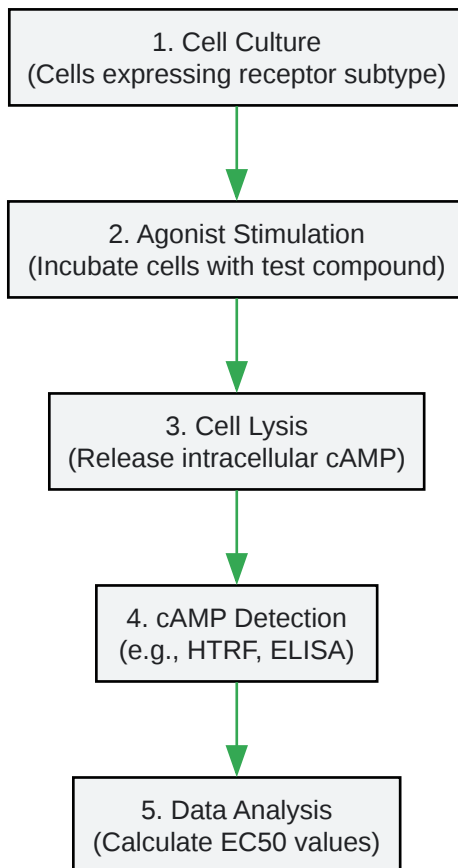 1. Cell Culture
(Cells expressing receptor subtype)
2. Agonist Stimulation
(Incubate cells with test compound)
3. Cell Lysis
(Release intracellular cAMP)
4. cAMP Detection
(e.g., HTRF, ELISA)
5. Data Analysis
(Calculate EC50 values)